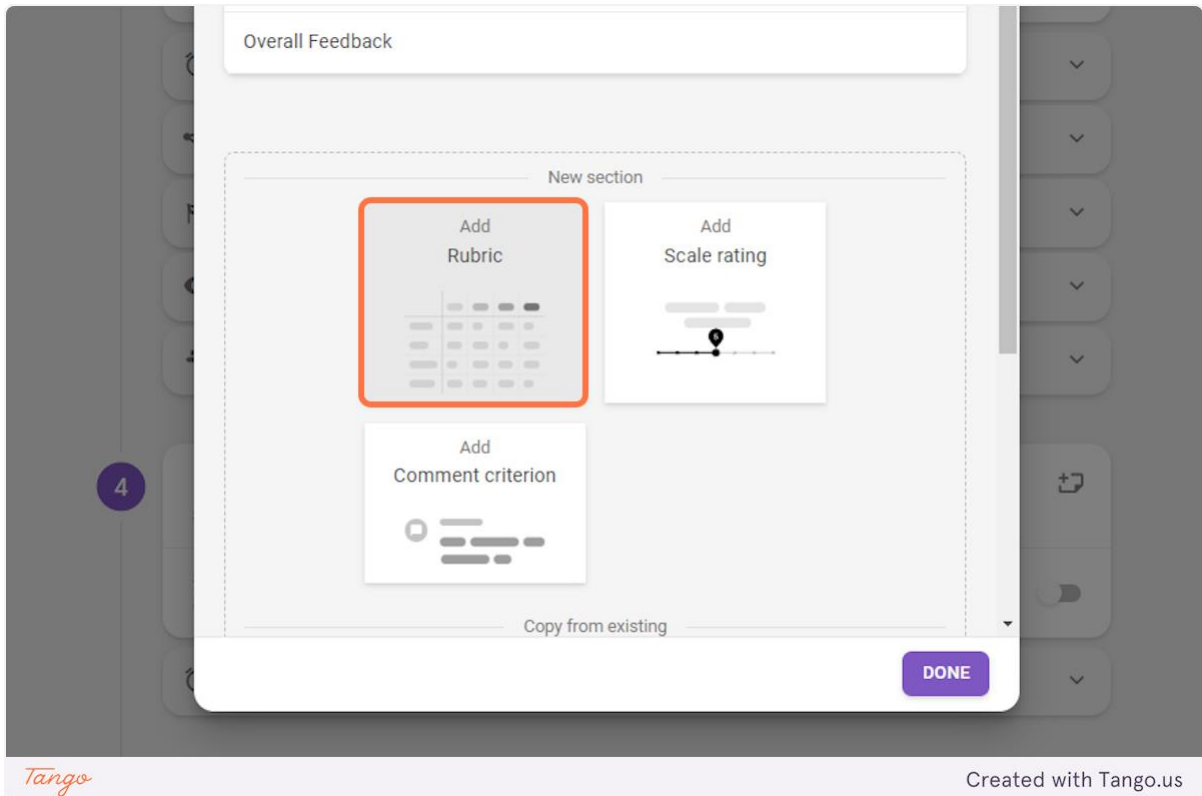 Overall Feedback
New section
Add
Rubric
Add
Scale rating
Add
Comment criterion
4
Copy from existing
DONE
Tango
Created with Tango.us